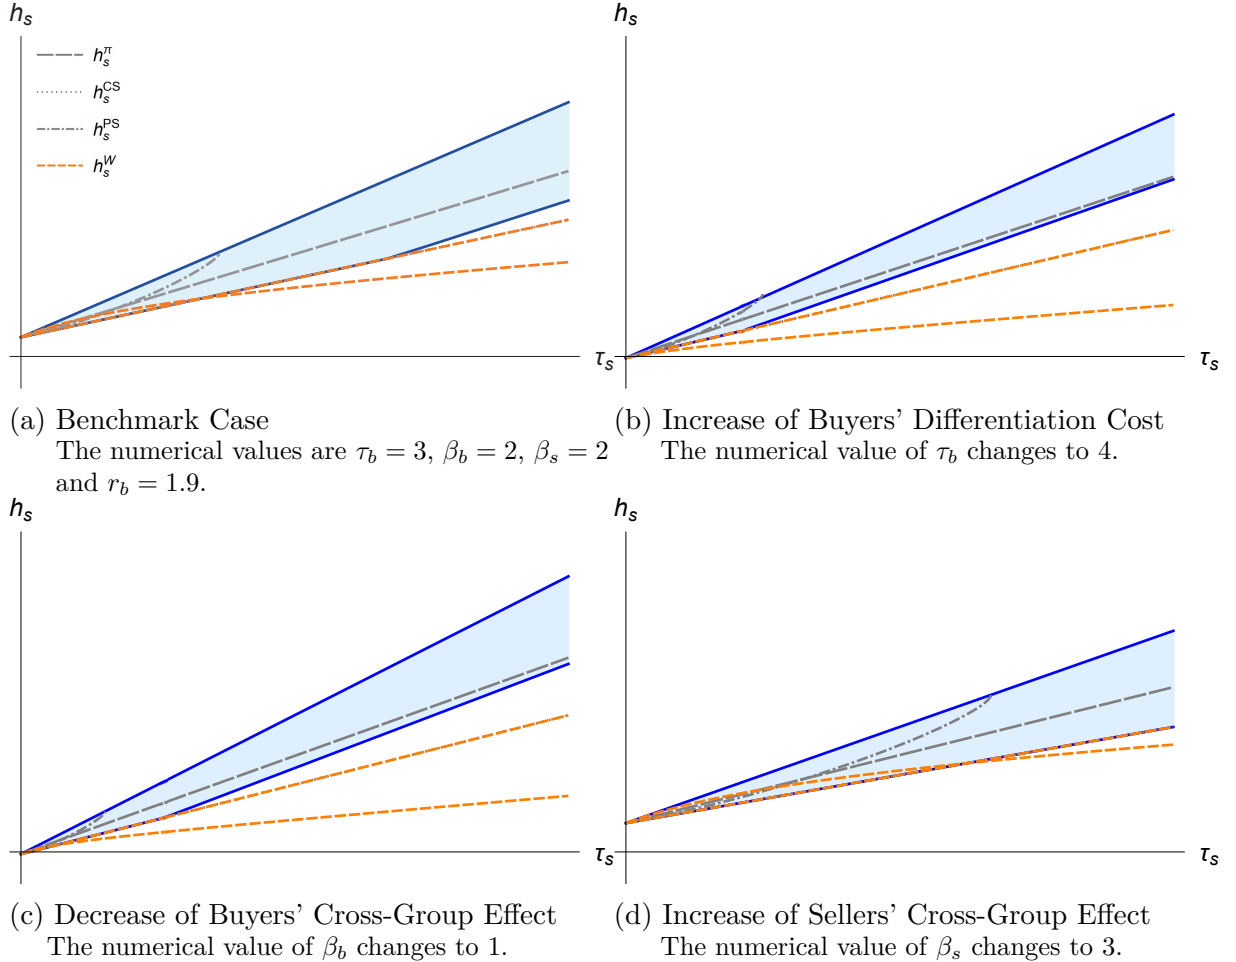 h_s
h_s^π
h_s^CS
h_s^PS
h_s^W
τ_s
(a) Benchmark Case
The numerical values are τ_b = 3, β_b = 2, β_s = 2
and r_b = 1.9.
h_s
τ_s
(b) Increase of Buyers’ Differentiation Cost
The numerical value of τ_b changes to 4.
h_s
τ_s
(c) Decrease of Buyers’ Cross-Group Effect
The numerical value of β_b changes to 1.
h_s
τ_s
(d) Increase of Sellers’ Cross-Group Effect
The numerical value of β_s changes to 3.